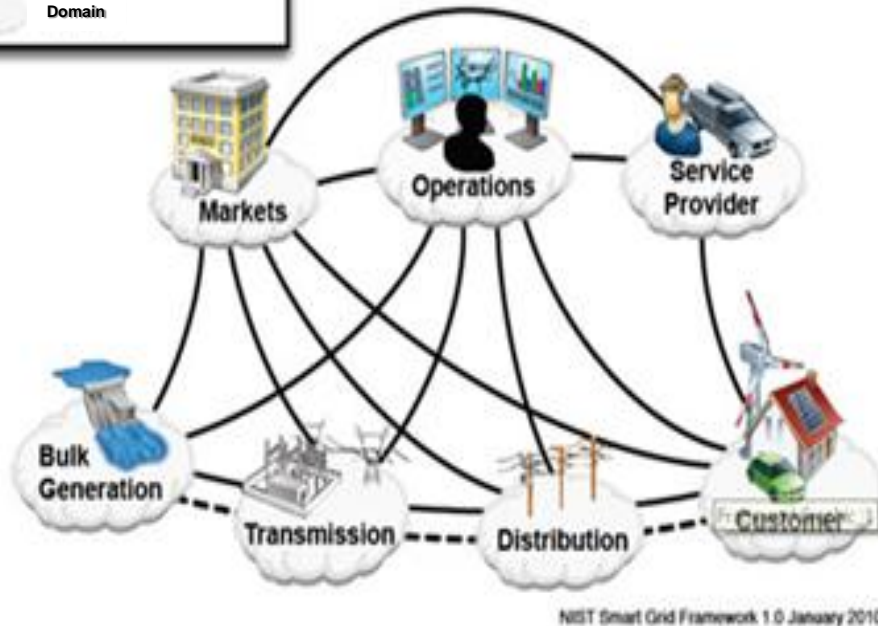 Domain
Markets
Operations
Service
Provider
Bulk
Generation
Transmission
Distribution
Customer
NIST Smart Grid Framework 1.0 January 2010